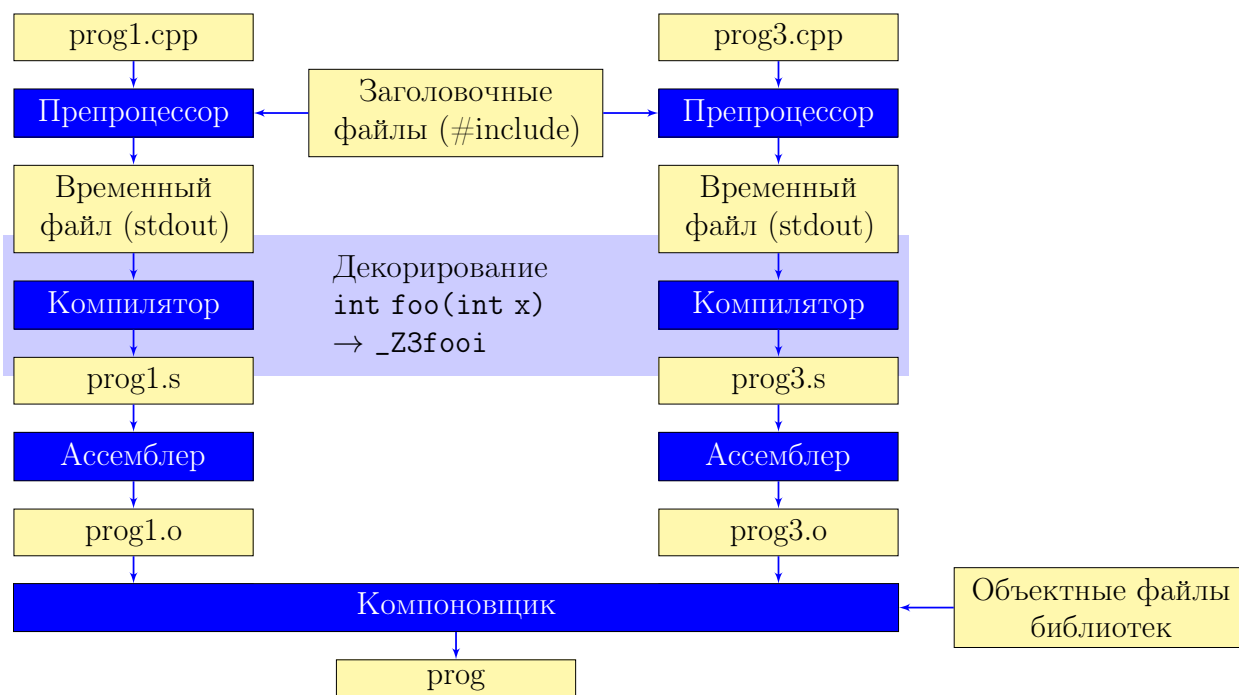 prog1.cpp
prog3.cpp
Препроцессор
Заголовочные
файлы (#include)
Препроцессор
Временный
файл (stdout)
Временный
файл (stdout)
Декорирование
int foo(int x)
→ _Z3fooi
Компилятор
Компилятор
prog1.s
prog3.s
Ассемблер
Ассемблер
prog1.o
prog3.o
Компоновщик
Объектные файлы
библиотек
prog